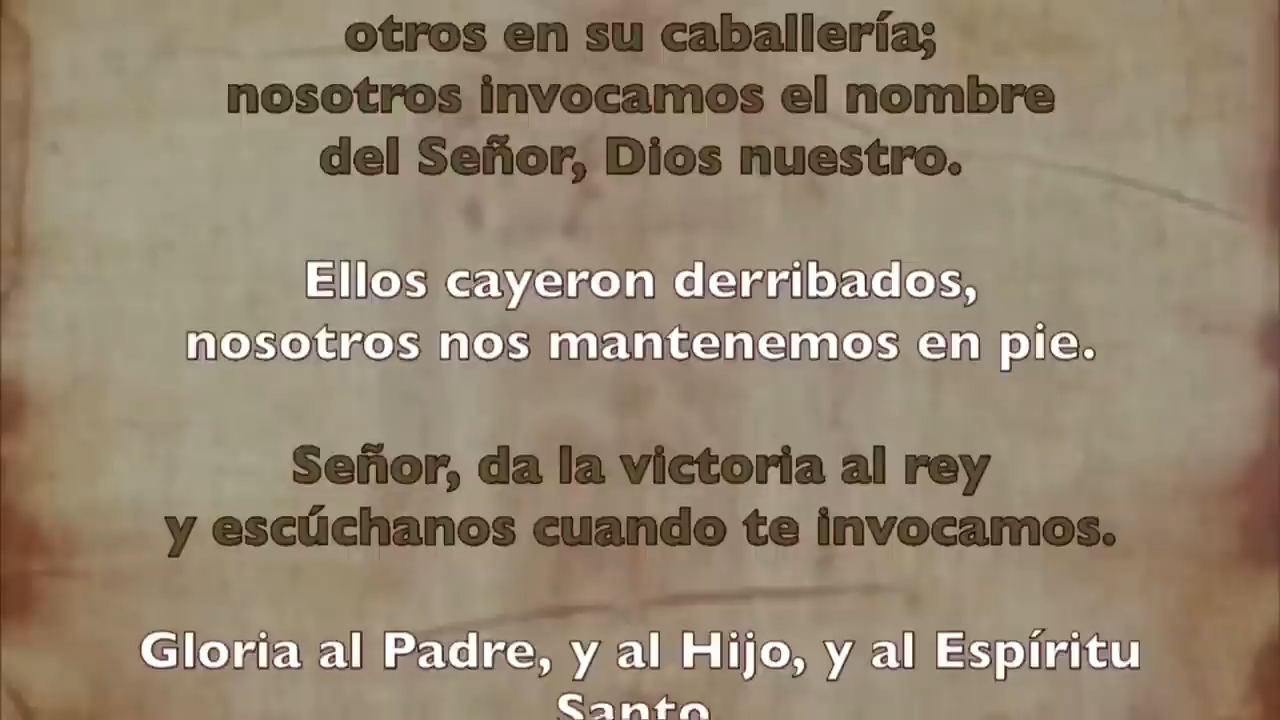 otros en su caballería;
nosotros invocamos el nombre
del Señor, Dios nuestro.
Ellos cayeron derribados,
nosotros nos mantenemos en pie.
Señor, da la victoria al rey
y escúchanos cuando te invocamos.
Gloria al Padre, y al Hijo, y al Espíritu
Santo